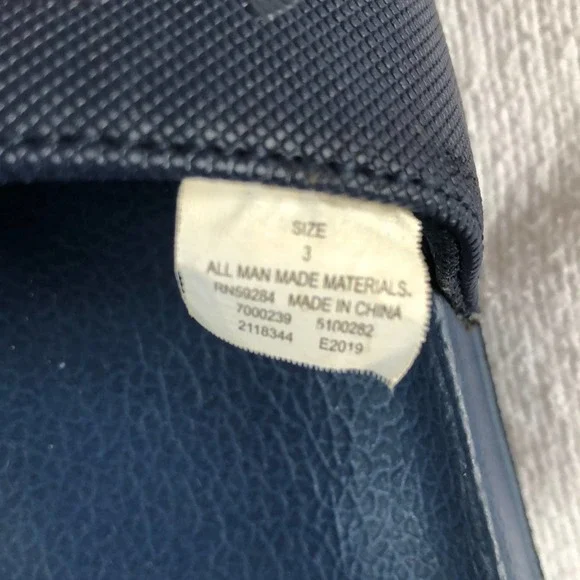 SIZE
3
ALL MAN MADE MATERIALS.
RN59284 MADE IN CHINA
7000239 5100282
2118344 E2019